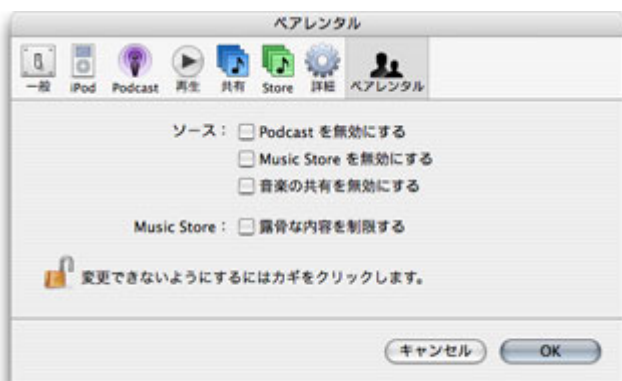 ペアレンタル
一般 iPod Podcast 再生 共有 Store 詳細 ペアレンタル
ソース： Podcast を無効にする
Music Store を無効にする
音楽の共有を無効にする
Music Store： 露骨な内容を制限する
変更できないようにするにはカギをクリックします。
キャンセル OK